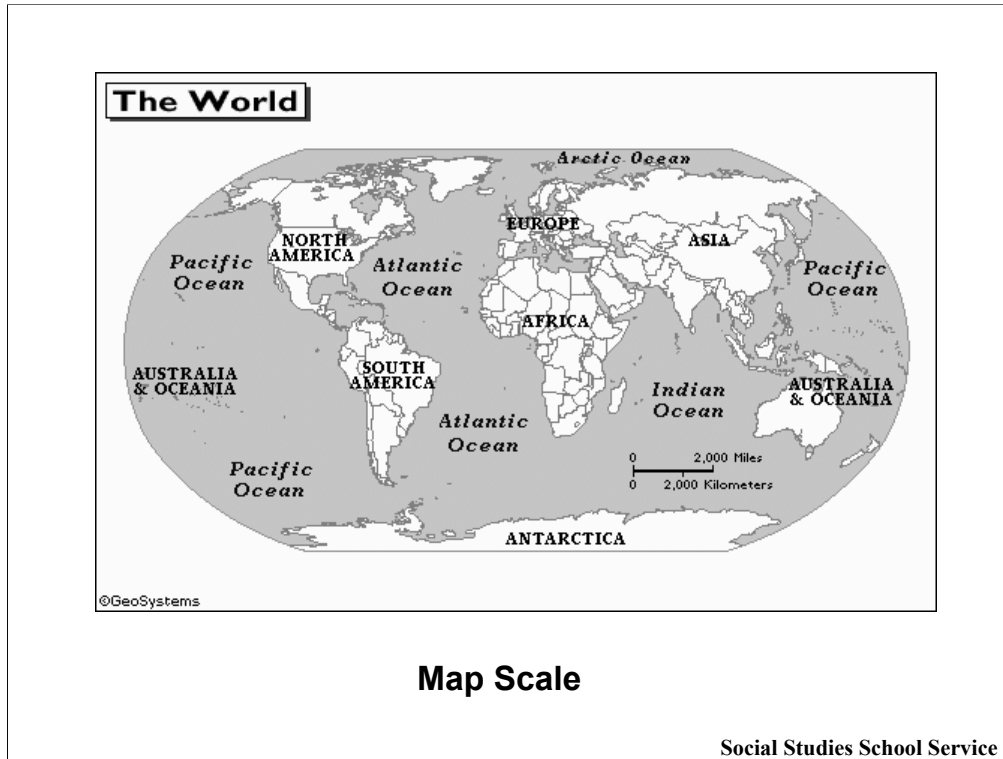 The World
Arctic Ocean
EUROPE
NORTH
AMERICA
ASIA
Pacific
Ocean
Atlantic
Ocean
Pacific
Ocean
AFRICA
SOUTH
AMERICA
AUSTRALIA
& OCEANIA
Indian
Ocean
AUSTRALIA
& OCEANIA
Atlantic
Ocean
0 2,000 Miles
0 2,000 Kilometers
Pacific
Ocean
ANTARCTICA
©GeoSystems
Map Scale
Social Studies School Service